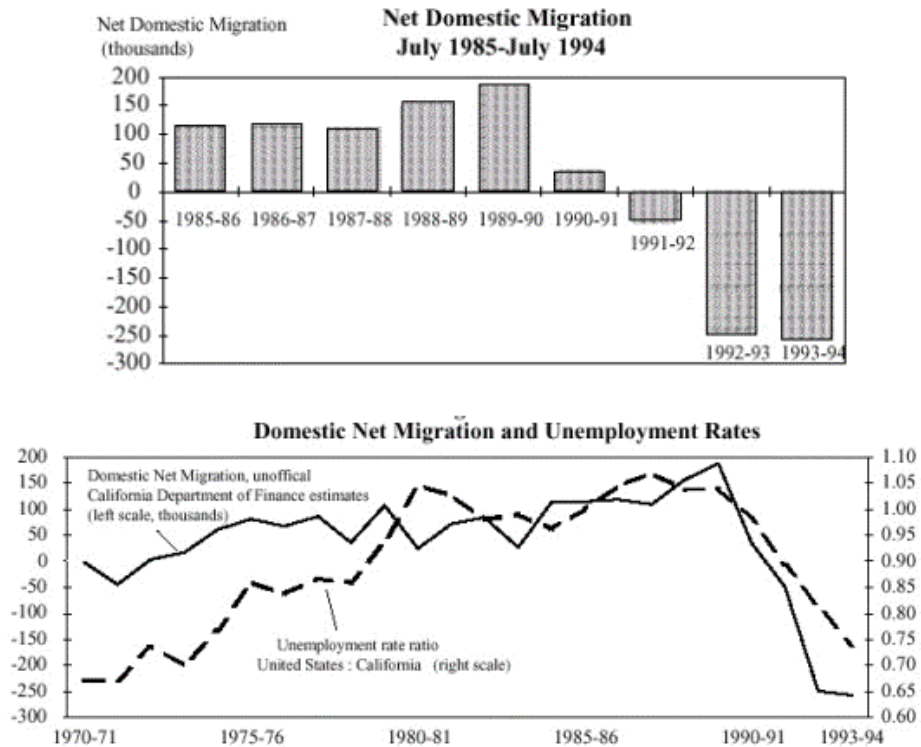 Net Domestic Migration
(thousands)
Net Domestic Migration
July 1985-July 1994
200
150
100
50
0
-50
-100
-150
-200
-250
-300
1985-86 1986-87 1987-88 1988-89 1989-90 1990-91
1991-92
1992-93 1993-94
Domestic Net Migration and Unemployment Rates
200
150
100
50
0
-50
-100
-150
-200
-250
-300
Domestic Net Migration, unoffical
California Department of Finance estimates
(left scale, thousands)
Unemployment rate ratio
United States : California (right scale)
1.10
1.05
1.00
0.95
0.90
0.85
0.80
0.75
0.70
0.65
0.60
1970-71 1975-76 1980-81 1985-86 1990-91 1993-94